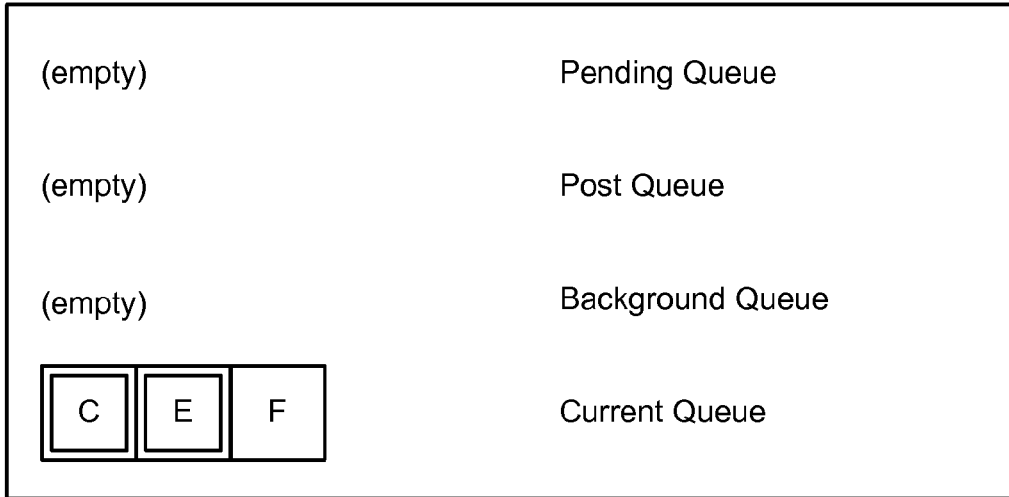 (empty) Pending Queue
(empty) Post Queue
(empty) Background Queue
C E F Current Queue